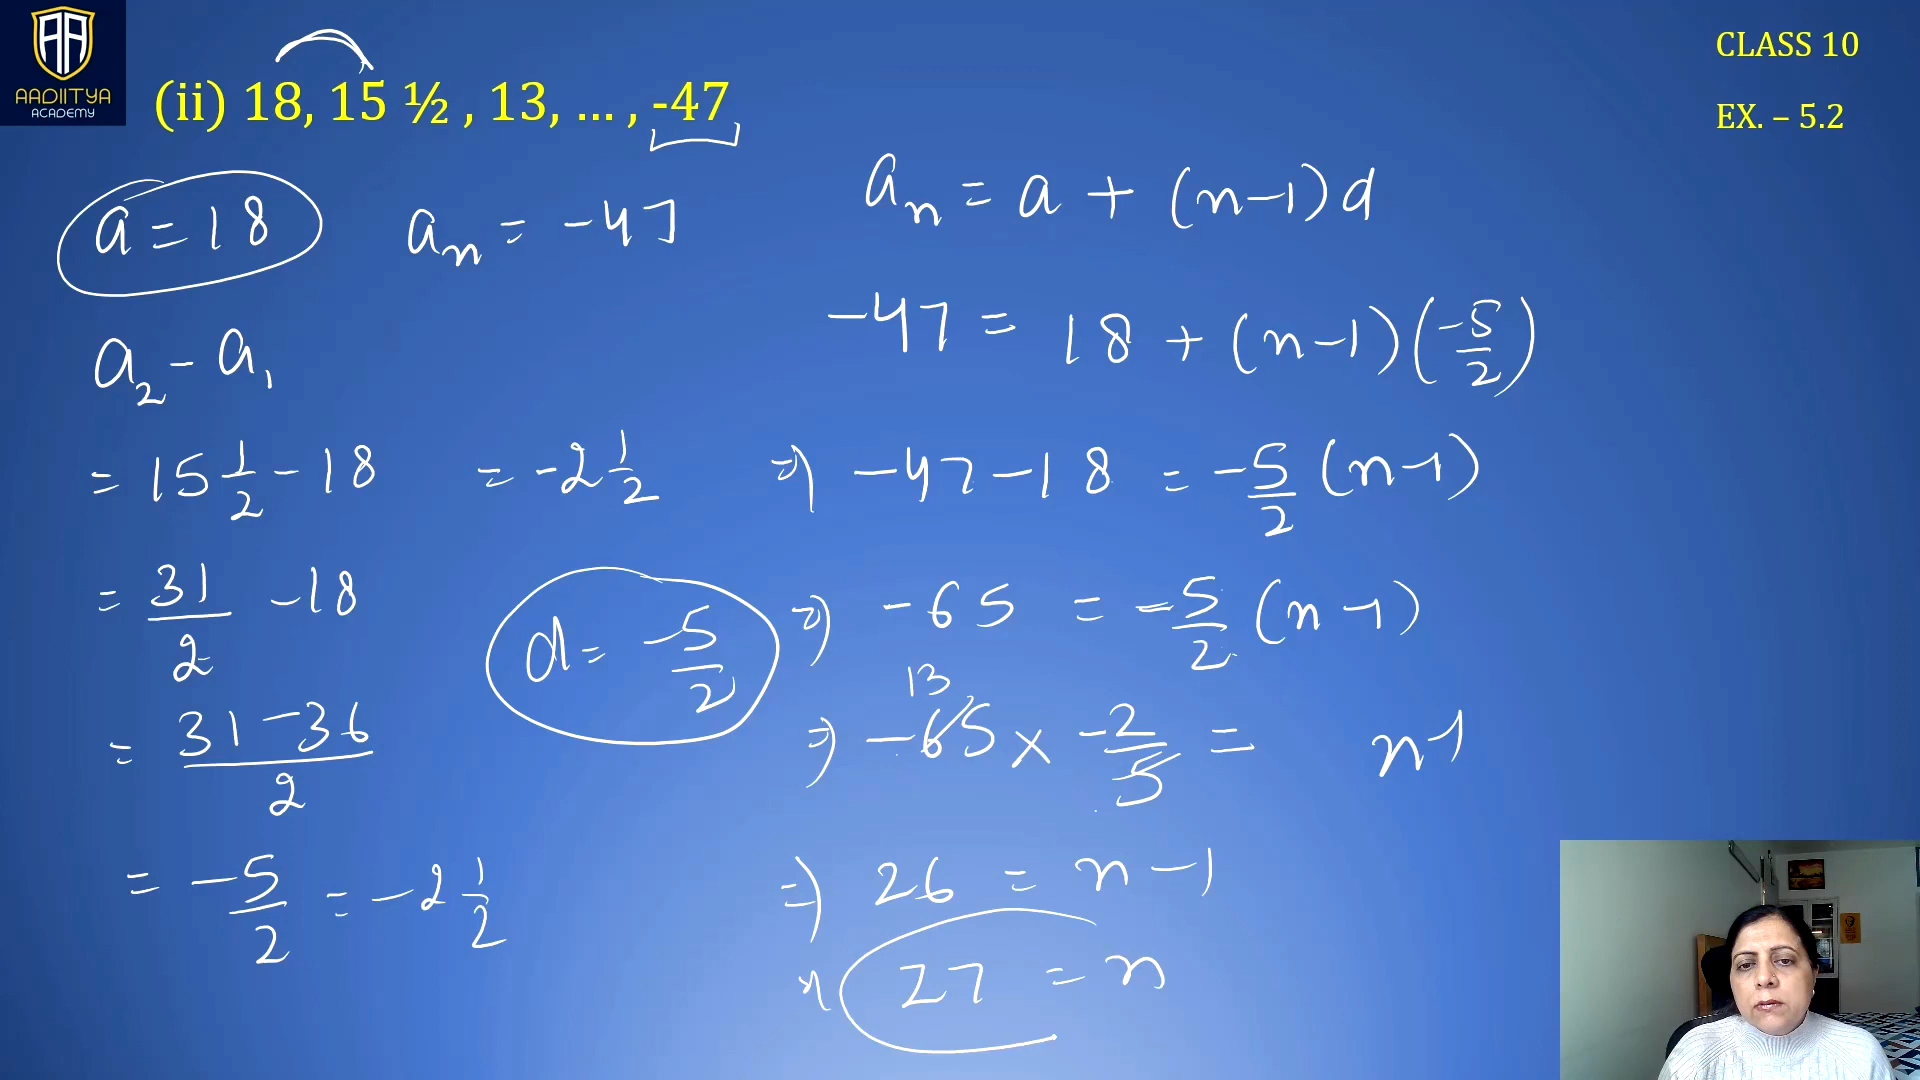 AADIITYA
ACADEMY
CLASS 10
EX. – 5.2
(ii) 18, 15 ½ , 13, ... , -47
a = 18
aₙ = -47
a₂ - a₁
= 15 1/2 - 18 = -2 1/2
= 31/2 - 18
= 31 - 36/2
= -5/2 = -2 1/2
d = -5/2
aₙ = a + (n-1)d
-47 = 18 + (n-1)(-5/2)
⇒ -47 - 18 = -5/2 (n-1)
⇒ -65 = -5/2 (n-1)
13
⇒ -65 × -2/5 = n-1
⇒ 26 = n-1
⇒ 27 = n